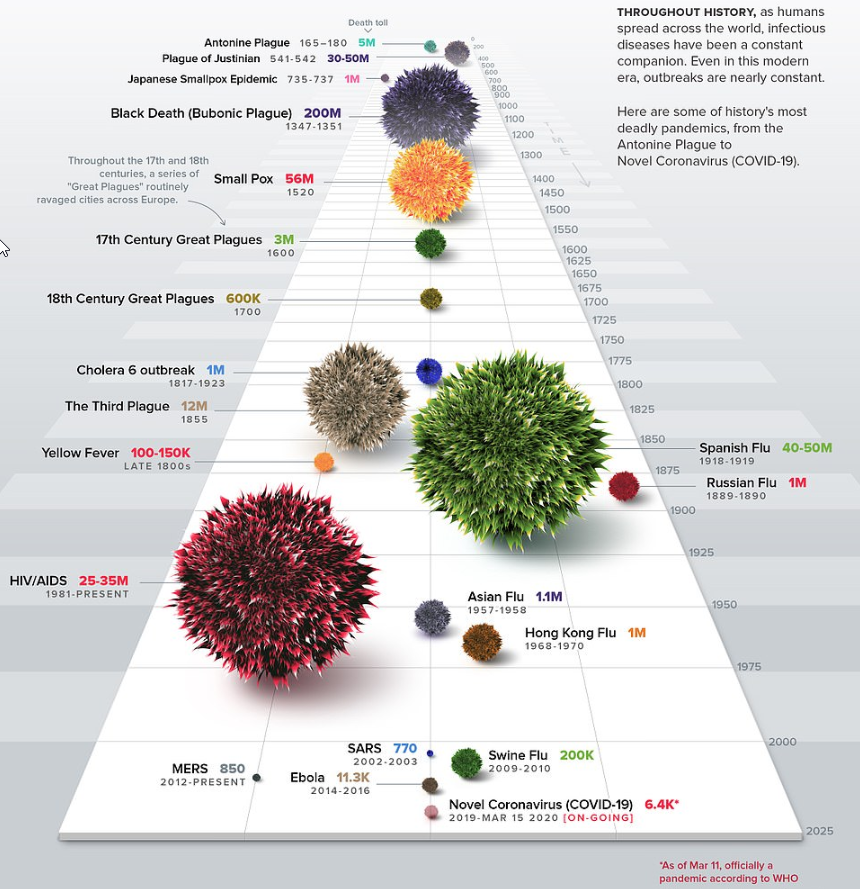 THROUGHOUT HISTORY, as humans
spread across the world, infectious
diseases have been a constant
companion. Even in this modern
era, outbreaks are nearly constant.
Here are some of history's most
deadly pandemics, from the
Antonine Plague to
Novel Coronavirus (COVID-19).
Death toll
Antonine Plague 165-180 5M
Plague of Justinian 541-542 30-50M
Japanese Smallpox Epidemic 735-737 1M
Black Death (Bubonic Plague) 200M
1347-1351
Throughout the 17th and 18th
centuries, a series of
"Great Plagues" routinely
ravaged cities across Europe.
Small Pox 56M
1520
17th Century Great Plagues 3M
1600
18th Century Great Plagues 600K
1700
Cholera 6 outbreak 1M
1817-1923
The Third Plague 12M
1855
Yellow Fever 100-150K
LATE 1800s
Spanish Flu 40-50M
1918-1919
Russian Flu 1M
1889-1890
HIV/AIDS 25-35M
1981-PRESENT
Asian Flu 1.1M
1957-1958
Hong Kong Flu 1M
1968-1970
SARS 770
2002-2003
Swine Flu 200K
2009-2010
MERS 850
2012-PRESENT
Ebola 11.3K
2014-2016
Novel Coronavirus (COVID-19) 6.4K*
2019-MAR 15 2020 [ON-GOING]
TIME
0
200
400
500
600
700
800
900
1000
1100
1200
1300
1400
1450
1500
1550
1600
1625
1650
1675
1700
1725
1750
1775
1800
1825
1850
1875
1900
1925
1950
1975
2000
2025
*As of Mar 11, officially a
pandemic according to WHO